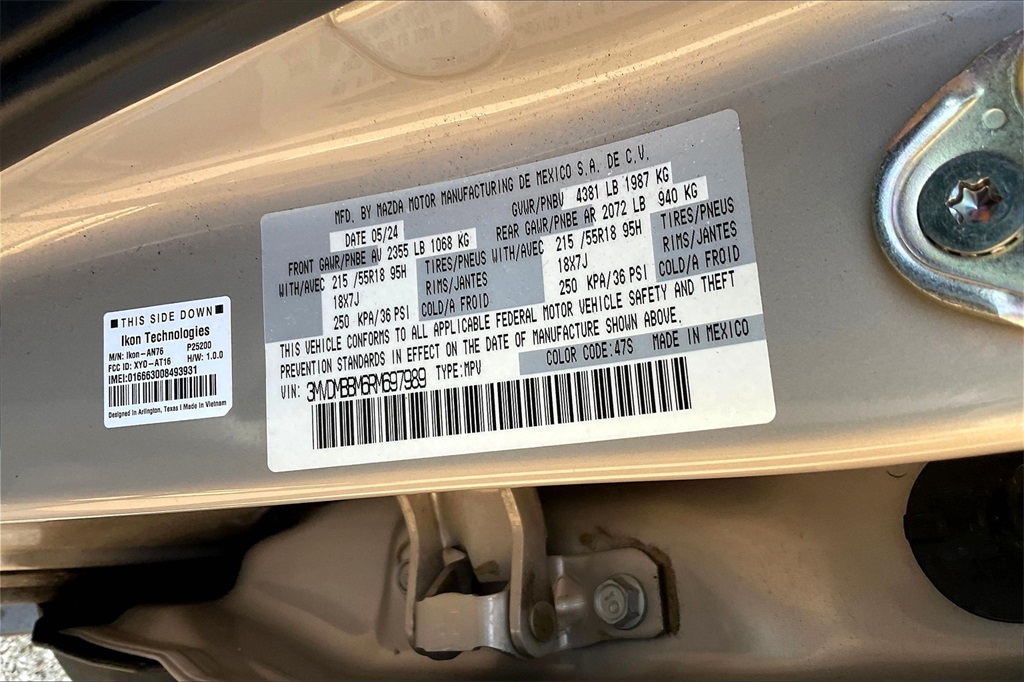 MFD. BY MAZDA MOTOR MANUFACTURING DE MEXICO S.A. DE C.V.
DATE 05/24 GVWR/PNBV 4381 LB 1987 KG
FRONT GAWR/PNBE AV 2355 LB 1068 KG REAR GAWR/PNBE AR 2072 LB 940 KG
WITH/AVEC 215 /55R18 95H TIRES/PNEUS WITH/AVEC 215 /55R18 95H TIRES/PNEUS
18X7J RIMS/JANTES 18X7J RIMS/JANTES
250 KPA/36 PSI COLD/A FROID 250 KPA/36 PSI COLD/A FROID
THIS VEHICLE CONFORMS TO ALL APPLICABLE FEDERAL MOTOR VEHICLE SAFETY AND THEFT
PREVENTION STANDARDS IN EFFECT ON THE DATE OF MANUFACTURE SHOWN ABOVE.
COLOR CODE:47S MADE IN MEXICO
VIN: 3MVDMBBM6RM697989 TYPE:MPV
THIS SIDE DOWN
Ikon Technologies
M/N: Ikon-AN76 P25200
FCC ID: XYO-AT16 H/W: 1.0.0
IMEI:016663008493931
Designed in Arlington, Texas | Made in Vietnam